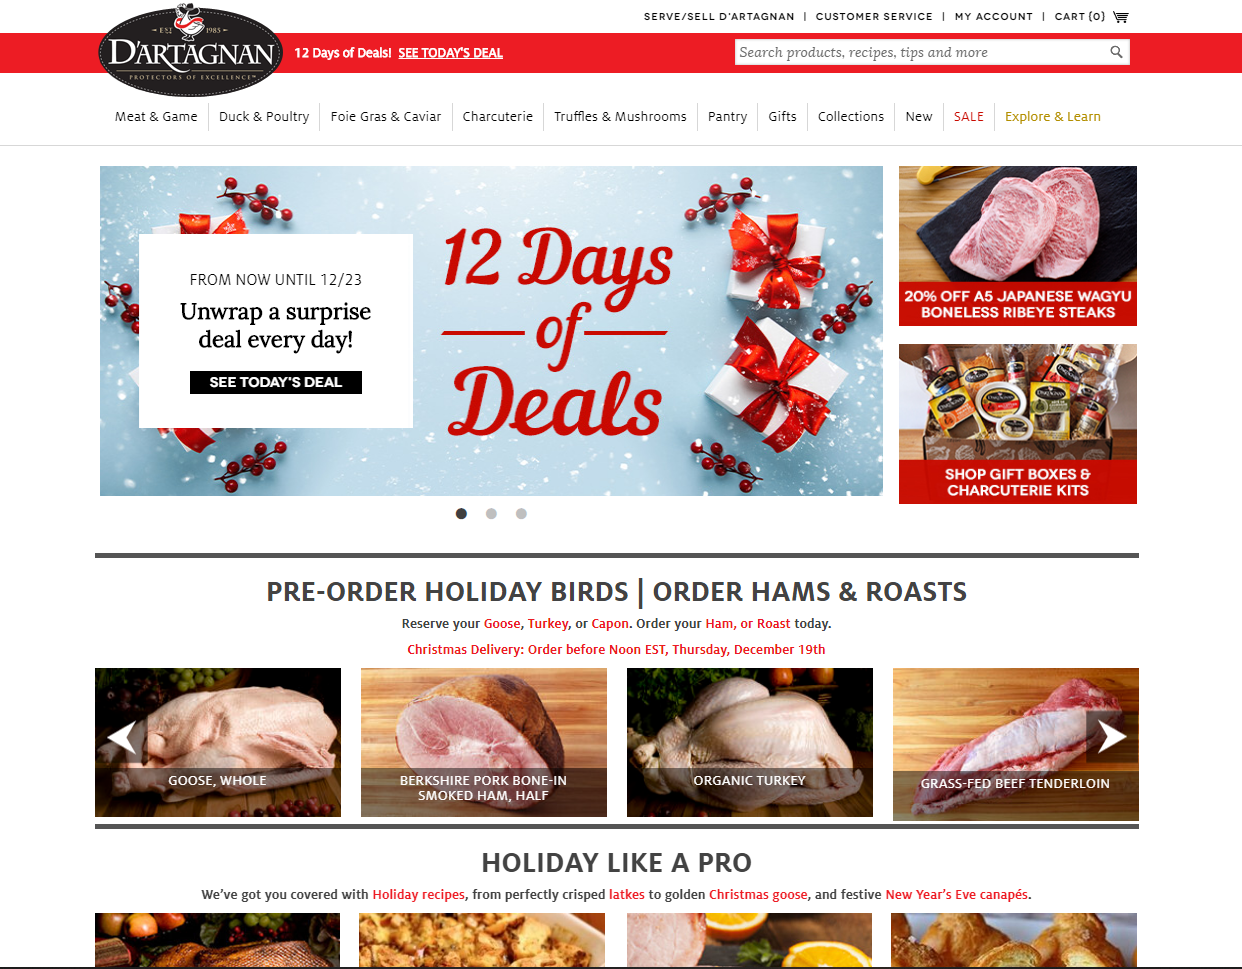 SERVE/SELL D'ARTAGNAN | CUSTOMER SERVICE | MY ACCOUNT | CART (0)
EST 1985
D'ARTAGNAN
PROTECTORS OF EXCELLENCE
12 Days of Deals! SEE TODAY'S DEAL
Search products, recipes, tips and more
Meat & Game
Duck & Poultry
Foie Gras & Caviar
Charcuterie
Truffles & Mushrooms
Pantry
Gifts
Collections
New
SALE
Explore & Learn
FROM NOW UNTIL 12/23
Unwrap a surprise
deal every day!
SEE TODAY'S DEAL
12 Days
of
Deals
20% OFF A5 JAPANESE WAGYU
BONELESS RIBEYE STEAKS
SHOP GIFT BOXES &
CHARCUTERIE KITS
PRE-ORDER HOLIDAY BIRDS | ORDER HAMS & ROASTS
Reserve your Goose, Turkey, or Capon. Order your Ham, or Roast today.
Christmas Delivery: Order before Noon EST, Thursday, December 19th
GOOSE, WHOLE
BERKSHIRE PORK BONE-IN
SMOKED HAM, HALF
ORGANIC TURKEY
GRASS-FED BEEF TENDERLOIN
HOLIDAY LIKE A PRO
We've got you covered with Holiday recipes, from perfectly crisped latkes to golden Christmas goose, and festive New Year's Eve canapés.